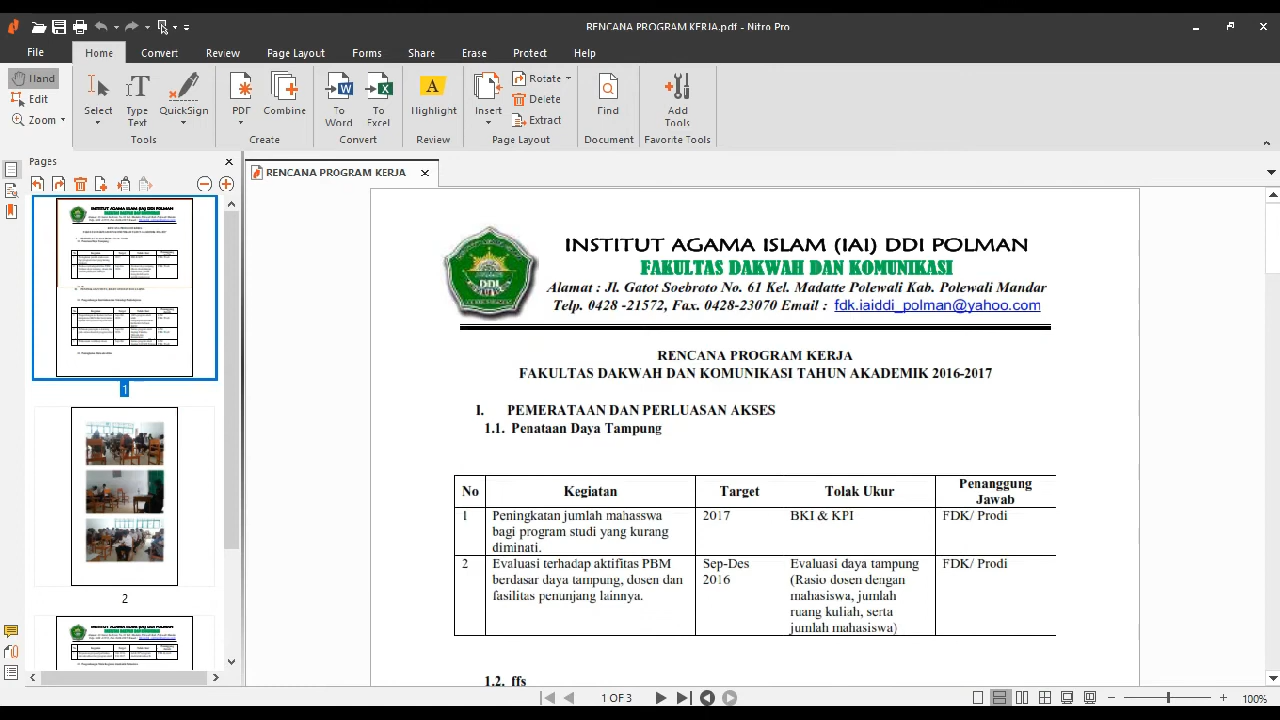 RENCANA PROGRAM KERJA.pdf - Nitro Pro
File Home Convert Review Page Layout Forms Share Erase Protect Help
Hand
Edit
Zoom
Select
Type Text
QuickSign
Tools
PDF
Combine
Create
To Word
To Excel
Convert
Highlight
Review
Insert
Rotate
Delete
Extract
Page Layout
Find
Document
Add Tools
Favorite Tools
Pages
1
2
RENCANA PROGRAM KERJA
INSTITUT AGAMA ISLAM (IAI) DDI POLMAN
FAKULTAS DAKWAH DAN KOMUNIKASI
Alamat : Jl. Gatot Soebroto No. 61 Kel. Madatte Polewali Kab. Polewali Mandar
Telp. 0428 -21572, Fax. 0428-23070 Email : fdk.iaiddi_polman@yahoo.com
DDI
RENCANA PROGRAM KERJA
FAKULTAS DAKWAH DAN KOMUNIKASI TAHUN AKADEMIK 2016-2017
I. PEMERATAAN DAN PERLUASAN AKSES
1.1. Penataan Daya Tampung
No Kegiatan Target Tolak Ukur Penanggung Jawab
1 Peningkatan jumlah mahasswa 2017 BKI & KPI FDK/ Prodi
bagi program studi yang kurang
diminati.
2 Evaluasi terhadap aktifitas PBM Sep-Des Evaluasi daya tampung FDK/ Prodi
berdasar daya tampung, dosen dan 2016 (Rasio dosen dengan
fasilitas penunjang lainnya. mahasiswa, jumlah
ruang kuliah, serta
jumlah mahasiswa)
1.2. ffs
1 OF 3
100%